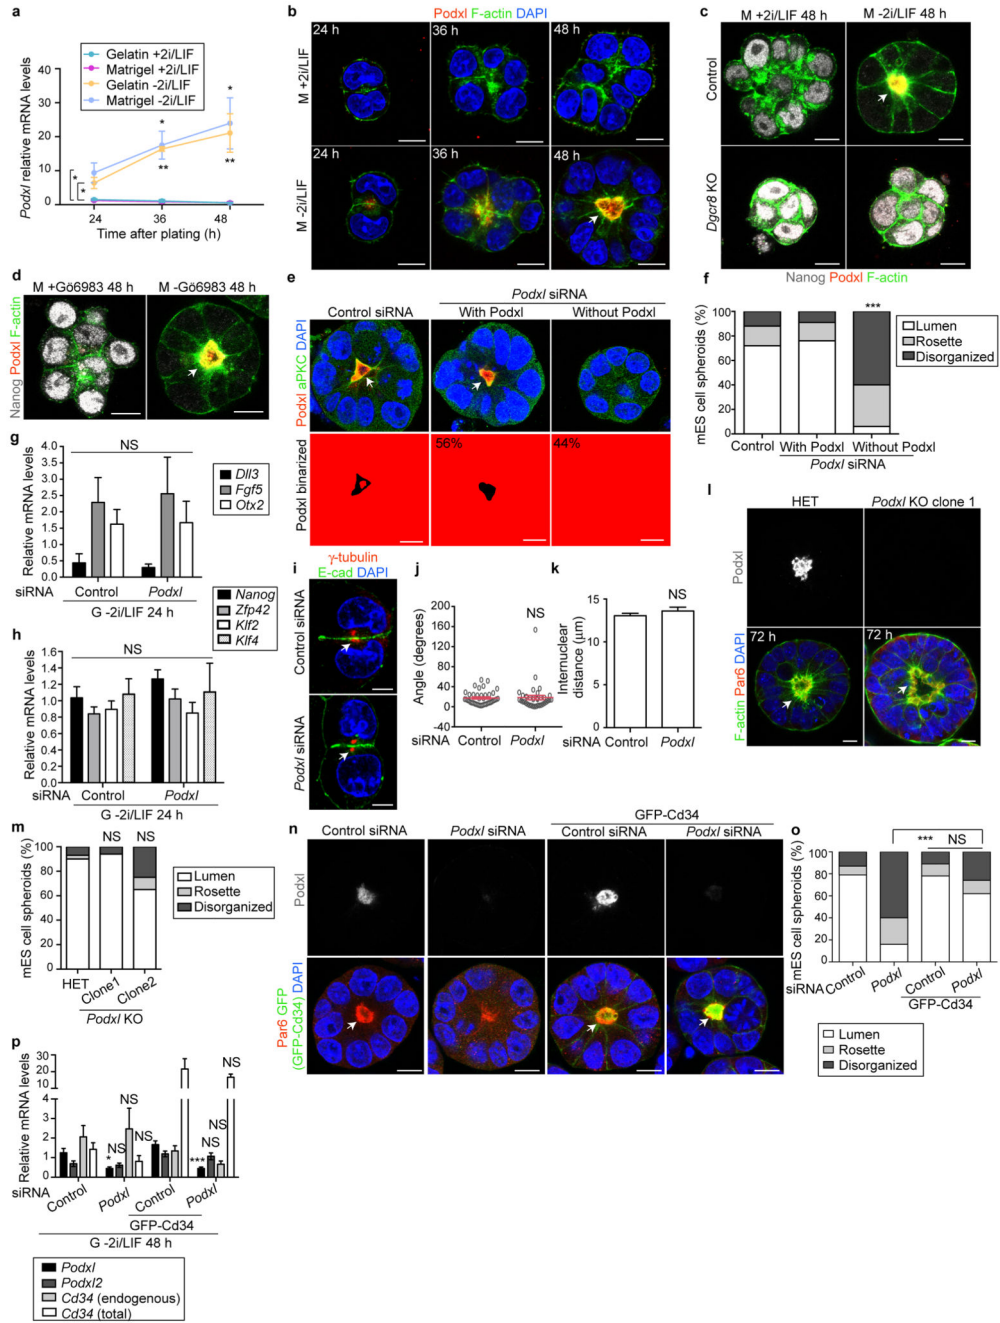 a
Gelatin +2i/LIF
Matrigel +2i/LIF
Gelatin -2i/LIF
Matrigel -2i/LIF
Podxl relative mRNA levels
40
30
20
10
0
*
*
*
**
*
**
24
36
48
Time after plating (h)
b
Podxl F-actin DAPI
M +2i/LIF
24 h
36 h
48 h
M -2i/LIF
24 h
36 h
48 h
c
M +2i/LIF 48 h
M -2i/LIF 48 h
Control
Dgcr8 KO
Nanog Podxl F-actin
d
M +Gö6983 48 h
M -Gö6983 48 h
Nanog Podxl F-actin
e
Podxl siRNA
Control siRNA
With Podxl
Without Podxl
Podxl aPKC DAPI
Podxl binarized
56%
44%
f
***
mES cell spheroids (%)
100
80
60
40
20
0
Lumen
Rosette
Disorganized
Control
With Podxl
Without Podxl
Podxl siRNA
g
NS
Relative mRNA levels
4.0
3.5
3.0
2.5
2.0
1.5
1.0
0.5
0.0
Dll3
Fgf5
Otx2
siRNA
Control
Podxl
G -2i/LIF 24 h
h
Nanog
Zfp42
Klf2
Klf4
NS
Relative mRNA levels
1.6
1.4
1.2
1.0
0.8
0.6
0.4
0.2
0.0
siRNA
Control
Podxl
G -2i/LIF 24 h
i
γ-tubulin
E-cad DAPI
Control siRNA
Podxl siRNA
j
NS
Angle (degrees)
200
160
120
80
40
0
-40
siRNA
Control
Podxl
k
NS
Internuclear
distance (µm)
15
10
5
0
siRNA
Control
Podxl
l
HET
Podxl KO clone 1
Podxl
72 h
72 h
F-actin Par6 DAPI
m
NS
NS
mES cell spheroids (%)
100
80
60
40
20
0
Lumen
Rosette
Disorganized
HET
Clone1
Clone2
Podxl KO
n
GFP-Cd34
Control siRNA
Podxl siRNA
Control siRNA
Podxl siRNA
Podxl
Par6 GFP
(GFP-Cd34) DAPI
o
***
NS
mES cell spheroids (%)
100
80
60
40
20
0
siRNA
Control
Podxl
Control
Podxl
GFP-Cd34
Lumen
Rosette
Disorganized
p
Relative mRNA levels
30
20
10
4
3
2
1
0
*
NS
NS
NS
***
NS
NS
NS
siRNA
Control
Podxl
Control
Podxl
GFP-Cd34
G -2i/LIF 48 h
Podxl
Podxl2
Cd34 (endogenous)
Cd34 (total)